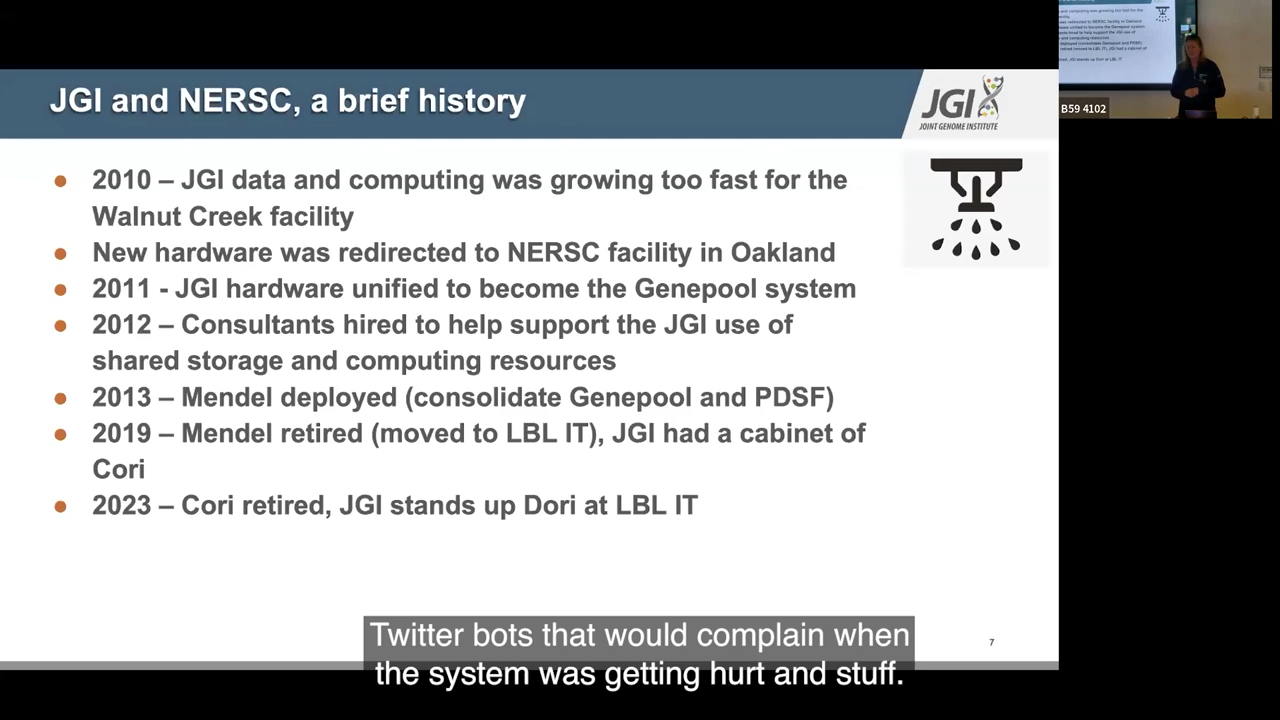 JGI and NERSC, a brief history
JGI
JOINT GENOME INSTITUTE
● 2010 – JGI data and computing was growing too fast for the
Walnut Creek facility
● New hardware was redirected to NERSC facility in Oakland
● 2011 - JGI hardware unified to become the Genepool system
● 2012 – Consultants hired to help support the JGI use of
shared storage and computing resources
● 2013 – Mendel deployed (consolidate Genepool and PDSF)
● 2019 – Mendel retired (moved to LBL IT), JGI had a cabinet of
Cori
● 2023 – Cori retired, JGI stands up Dori at LBL IT
7
Twitter bots that would complain when
the system was getting hurt and stuff.
B59 4102